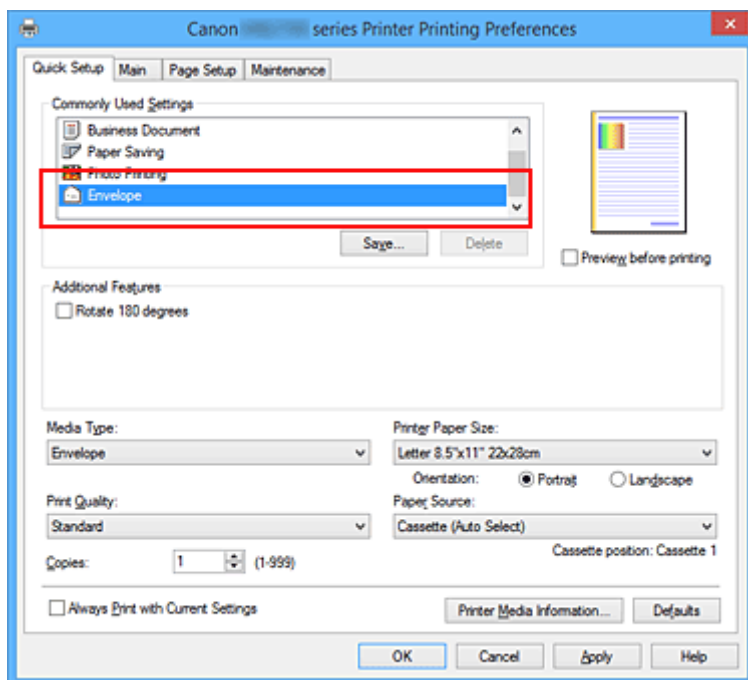 Canon series Printer Printing Preferences
Quick Setup Main Page Setup Maintenance
Commonly Used Settings
Business Document
Paper Saving
Photo Printing
Envelope
Save... Delete
Preview before printing
Additional Features
Rotate 180 degrees
Media Type: Printer Paper Size:
Envelope Letter 8.5"x11" 22x28cm
Orientation: Portrait Landscape
Print Quality: Paper Source:
Standard Cassette (Auto Select)
Cassette position: Cassette 1
Copies: 1 (1-999)
Always Print with Current Settings Printer Media Information... Defaults
OK Cancel Apply Help